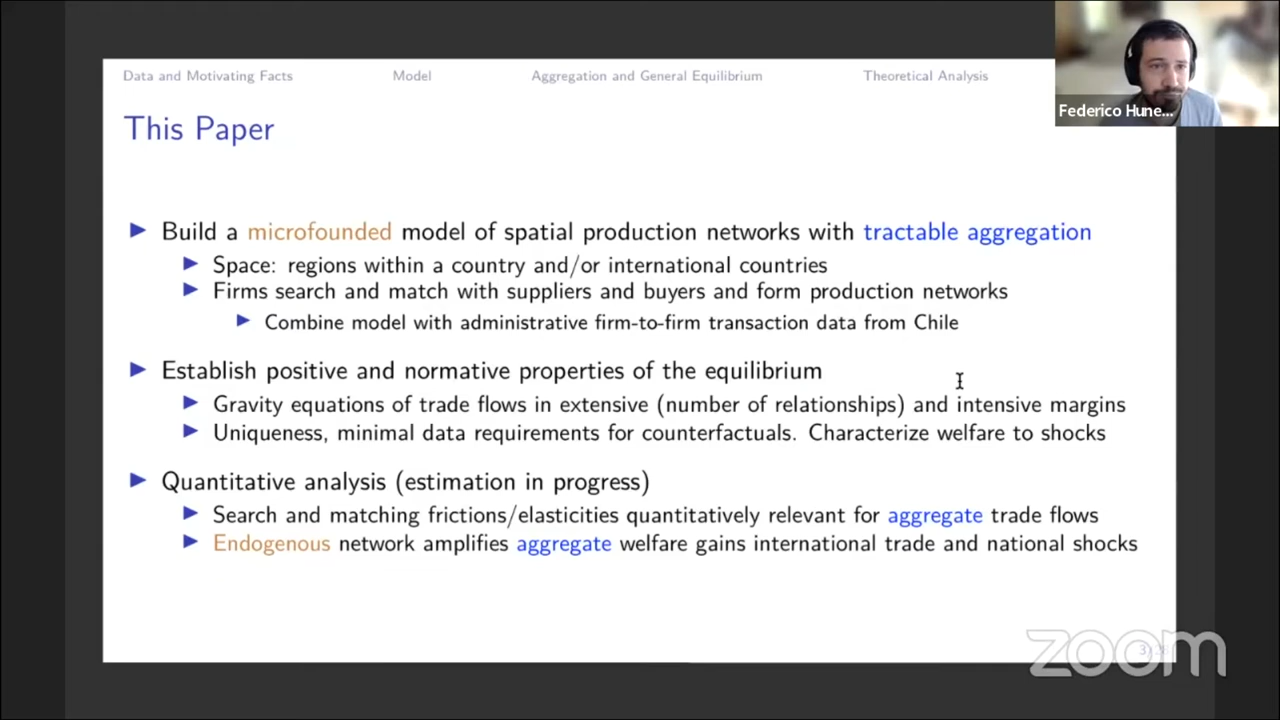 Data and Motivating Facts Model Aggregation and General Equilibrium Theoretical Analysis
Federico Hune...
This Paper
Build a microfounded model of spatial production networks with tractable aggregation
Space: regions within a country and/or international countries
Firms search and match with suppliers and buyers and form production networks
Combine model with administrative firm-to-firm transaction data from Chile
Establish positive and normative properties of the equilibrium
Gravity equations of trade flows in extensive (number of relationships) and intensive margins
Uniqueness, minimal data requirements for counterfactuals. Characterize welfare to shocks
Quantitative analysis (estimation in progress)
Search and matching frictions/elasticities quantitatively relevant for aggregate trade flows
Endogenous network amplifies aggregate welfare gains international trade and national shocks
zoom